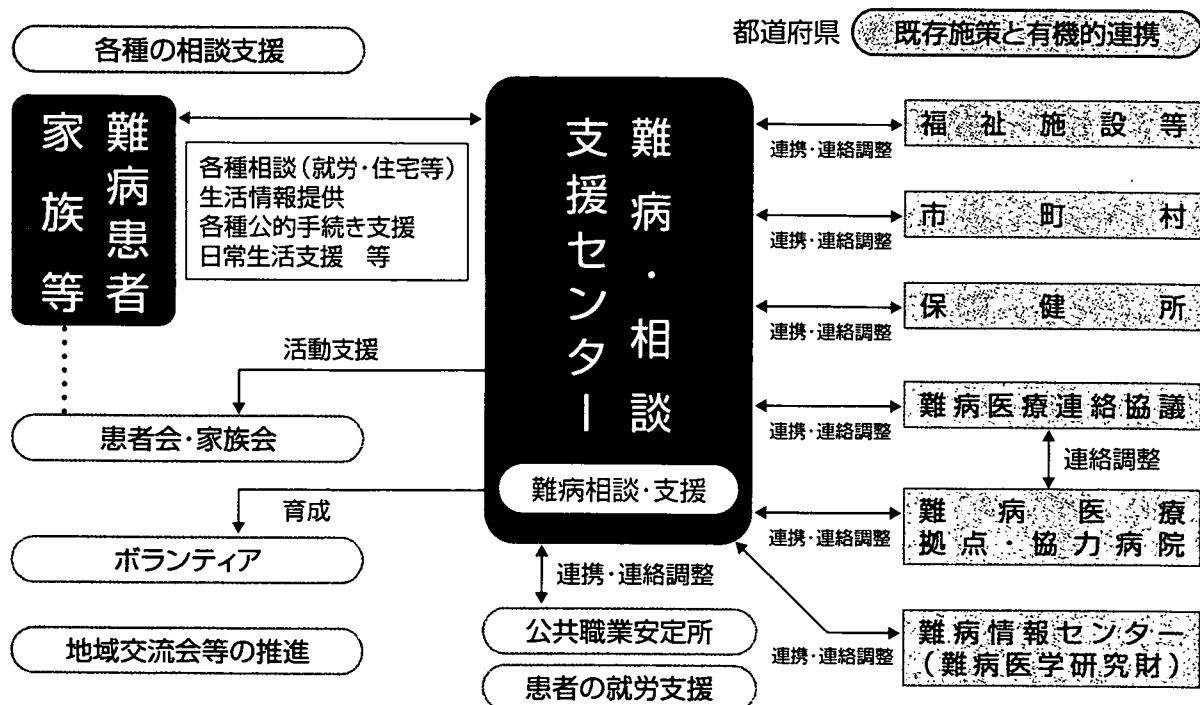 各種の相談支援
都道府県 既存施策と有機的連携
難病患者
家族等
各種相談(就労・住宅等)
生活情報提供
各種公的手続き支援
日常生活支援 等
活動支援
患者会・家族会
育成
ボランティア
地域交流会等の推進
難病・相談
支援センター
難病相談・支援
連携・連絡調整
公共職業安定所
患者の就労支援
福祉施設等
連携・連絡調整
市町村
連携・連絡調整
保健所
連携・連絡調整
難病医療連絡協議
連携・連絡調整
連絡調整
難病医療
拠点・協力病院
連携・連絡調整
難病情報センター
(難病医学研究財)
連携・連絡調整